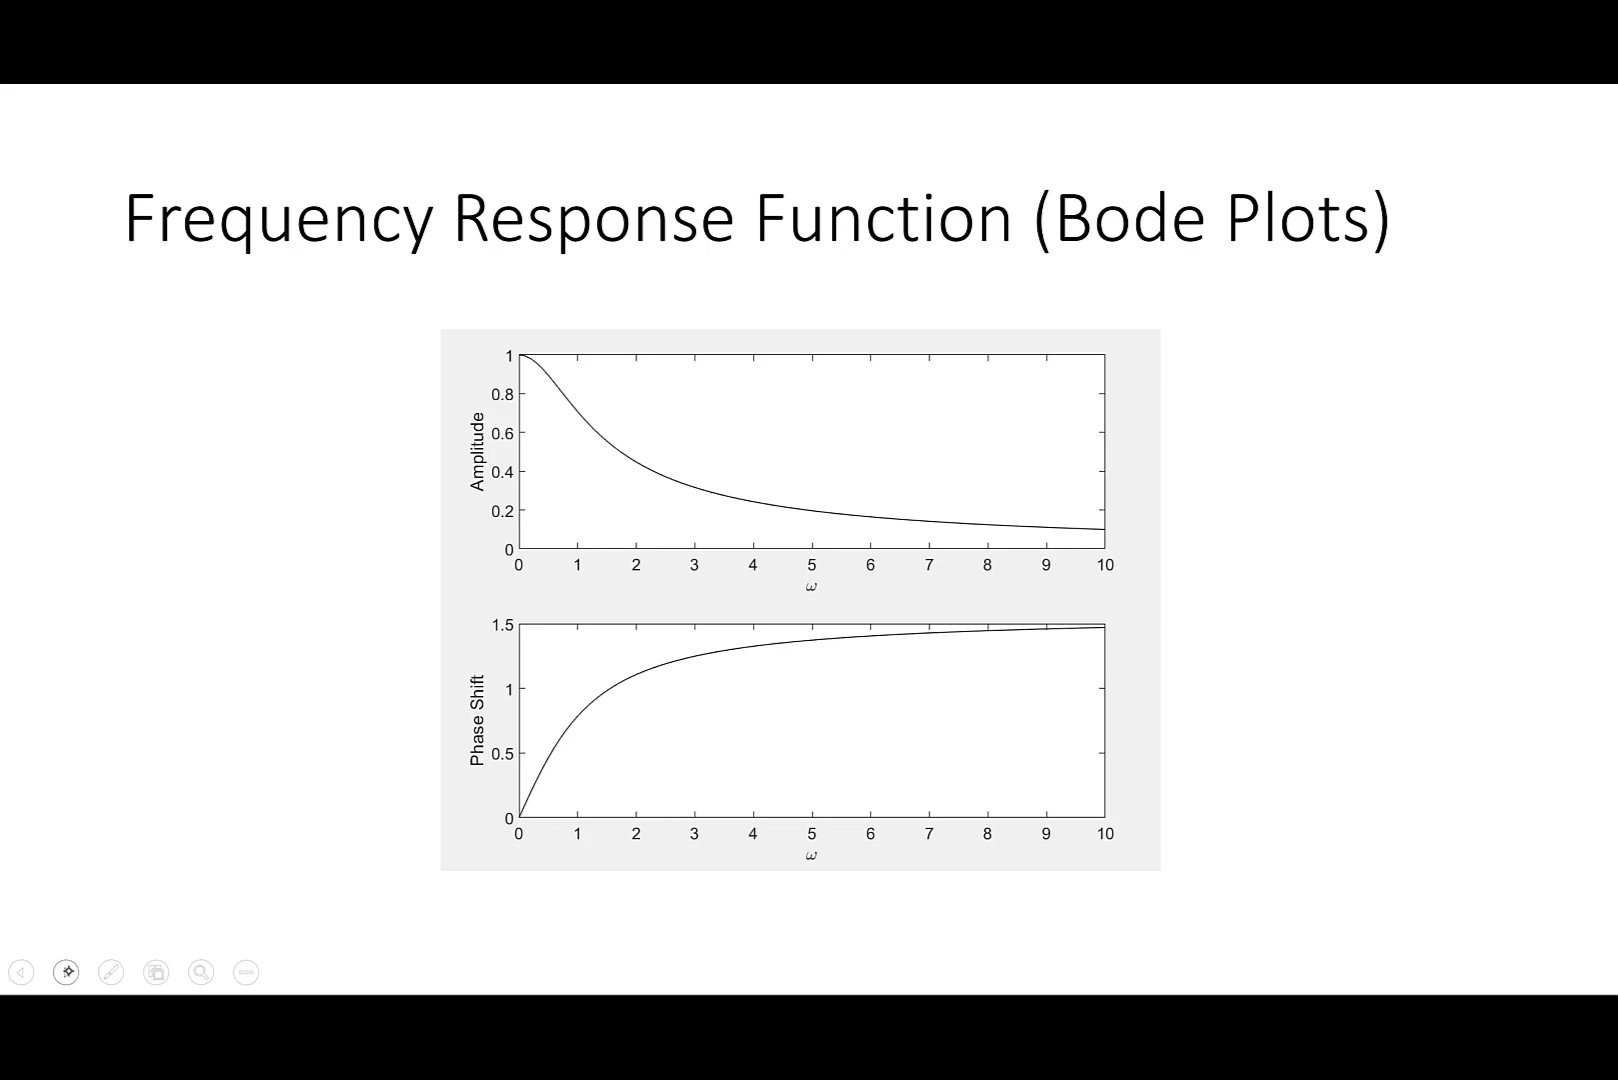 Frequency Response Function (Bode Plots)
1
0.8
0.6
0.4
0.2
0
Amplitude
0 1 2 3 4 5 6 7 8 9 10
ω
1.5
1
0.5
0
Phase Shift
0 1 2 3 4 5 6 7 8 9 10
ω